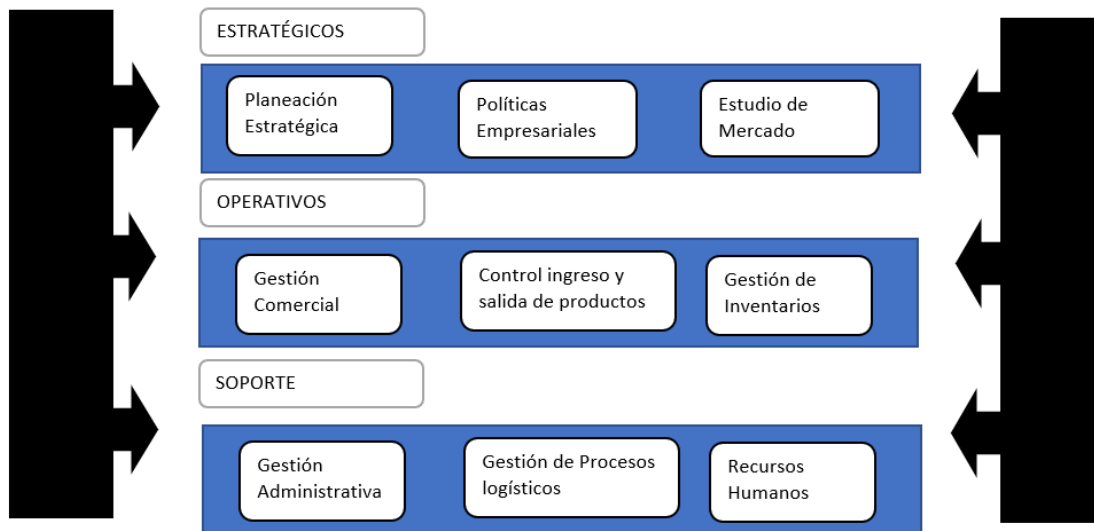 ESTRATÉGICOS
Planeación
Estratégica
Políticas
Empresariales
Estudio de
Mercado
OPERATIVOS
Gestión
Comercial
Control ingreso y
salida de productos
Gestión de
Inventarios
SOPORTE
Gestión
Administrativa
Gestión de Procesos
logísticos
Recursos
Humanos